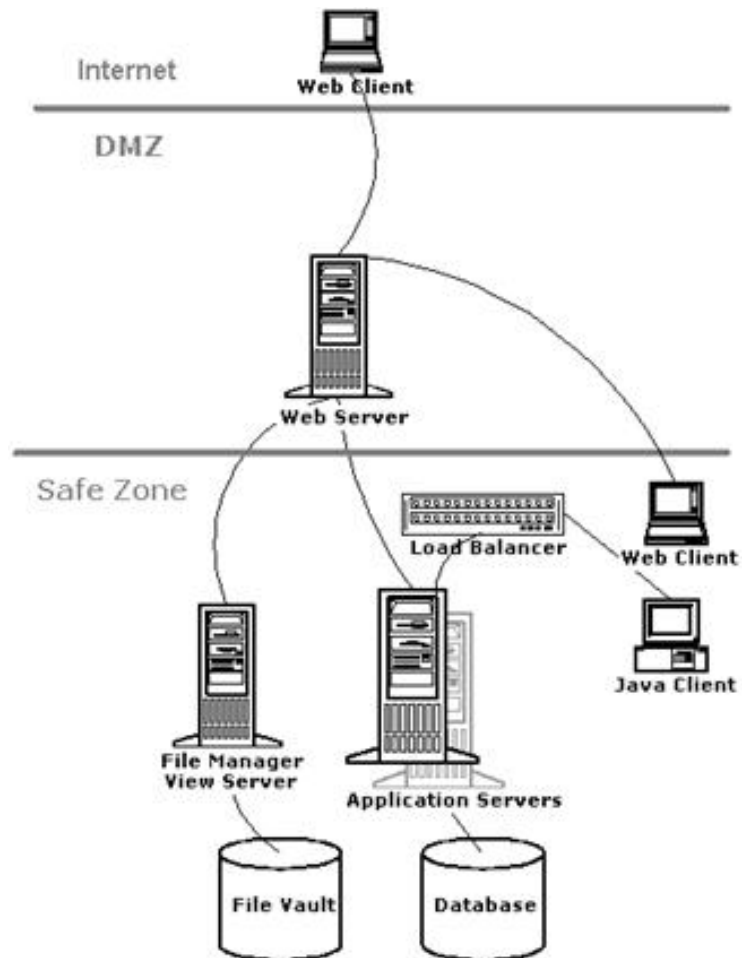 Internet
Web Client
DMZ
Web Server
Safe Zone
Load Balancer
Web Client
Java Client
File Manager
View Server
Application Servers
File Vault
Database